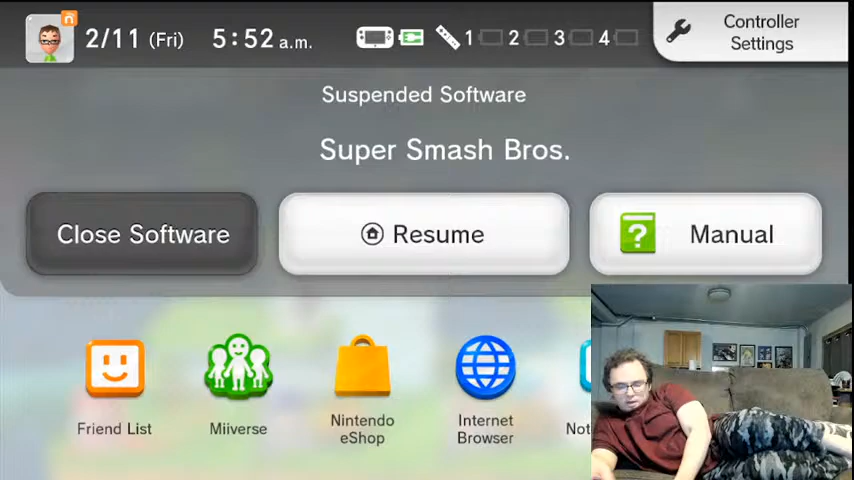 2/11 (Fri) 5:52 a.m. 1 2 3 4
Controller
Settings
Suspended Software
Super Smash Bros.
Close Software
Resume
? Manual
Friend List
Miiverse
Nintendo
eShop
Internet
Browser